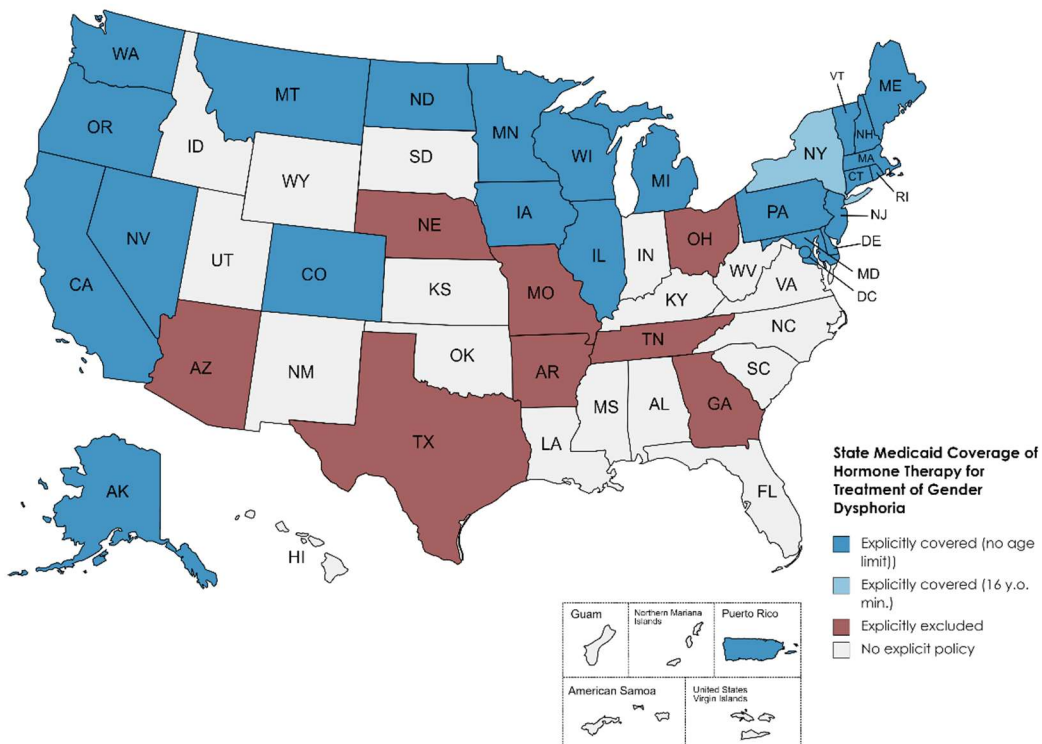 WA
MT
ND
MN
VT
ME
OR
ID
SD
WI
NH
NY
MA
WY
MI
CT
RI
IA
PA
NJ
NE
NV
OH
DE
IL
IN
UT
CO
MD
CA
WV
KS
MO
VA
DC
KY
NC
TN
OK
AZ
NM
AR
SC
MS
AL
GA
TX
LA
State Medicaid Coverage of
Hormone Therapy for
Treatment of Gender
Dysphoria
FL
AK
Explicitly covered (no age
limit))
HI
Explicitly covered (16 y.o.
min.)
Explicitly excluded
No explicit policy
Guam
Northern Mariana
Islands
Puerto Rico
American Samoa
United States
Virgin Islands